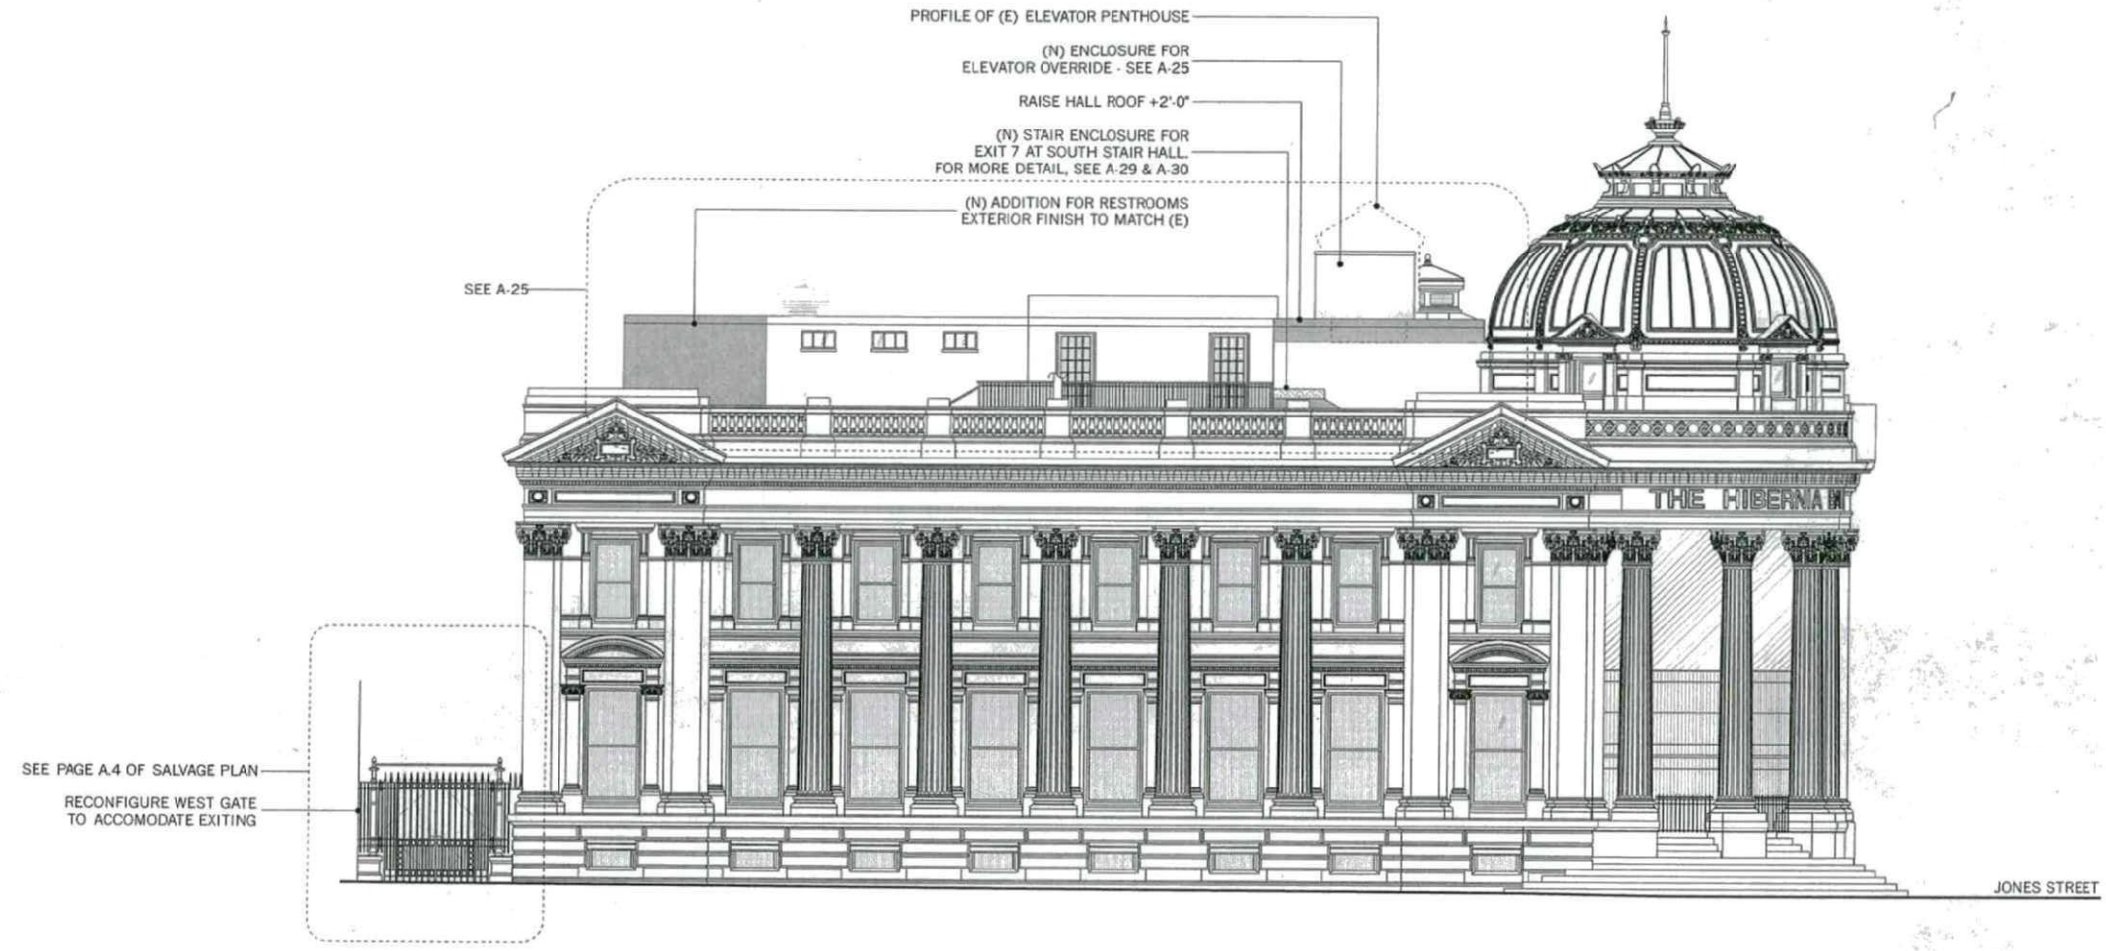 PROFILE OF (E) ELEVATOR PENTHOUSE
(N) ENCLOSURE FOR
ELEVATOR OVERRIDE - SEE A-25
RAISE HALL ROOF +2'-0"
(N) STAIR ENCLOSURE FOR
EXIT 7 AT SOUTH STAIR HALL.
FOR MORE DETAIL, SEE A-29 & A-30
(N) ADDITION FOR RESTROOMS
EXTERIOR FINISH TO MATCH (E)
SEE A-25
THE HIBERNIA
SEE PAGE A.4 OF SALVAGE PLAN
RECONFIGURE WEST GATE
TO ACCOMODATE EXITING
JONES STREET